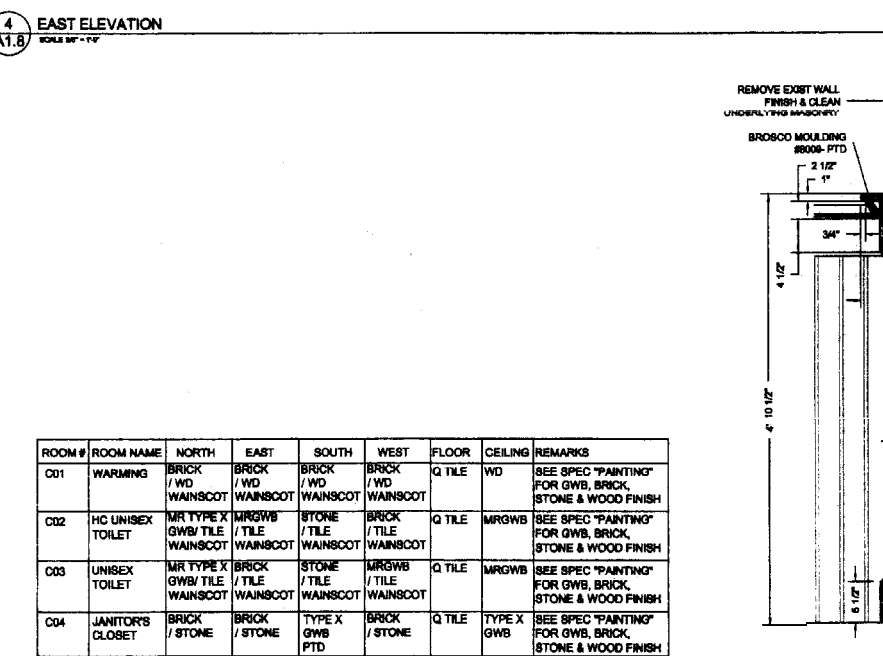 4
A1.8
EAST ELEVATION
REMOVE EXIST WALL
FINISH & CLEAN
UNDERLYING MASONRY
BROSCO MOULDING
#8009- PTD
2 1/2"
1"
3/4"
4 1/2"
4' 10 1/2"
5 1/2"
ROOM # ROOM NAME NORTH EAST SOUTH WEST FLOOR CEILING REMARKS
C01 WARMING BRICK BRICK BRICK BRICK Q TILE WD SEE SPEC "PAINTING"
/ WD / WD / WD / WD FOR GWB, BRICK,
WAINSCOT WAINSCOT WAINSCOT WAINSCOT STONE & WOOD FINISH
C02 HC UNISEX MR TYPE X MRGWB STONE BRICK Q TILE MRGWB SEE SPEC "PAINTING"
TOILET GWB/ TILE / TILE / TILE / TILE FOR GWB, BRICK,
WAINSCOT WAINSCOT WAINSCOT WAINSCOT STONE & WOOD FINISH
C03 UNISEX MR TYPE X BRICK STONE MRGWB Q TILE MRGWB SEE SPEC "PAINTING"
TOILET GWB/ TILE / TILE / TILE / TILE FOR GWB, BRICK,
WAINSCOT WAINSCOT WAINSCOT WAINSCOT STONE & WOOD FINISH
C04 JANITOR'S BRICK BRICK TYPE X BRICK Q TILE TYPE X SEE SPEC "PAINTING"
CLOSET / STONE / STONE GWB / STONE GWB FOR GWB, BRICK,
PTD STONE & WOOD FINISH